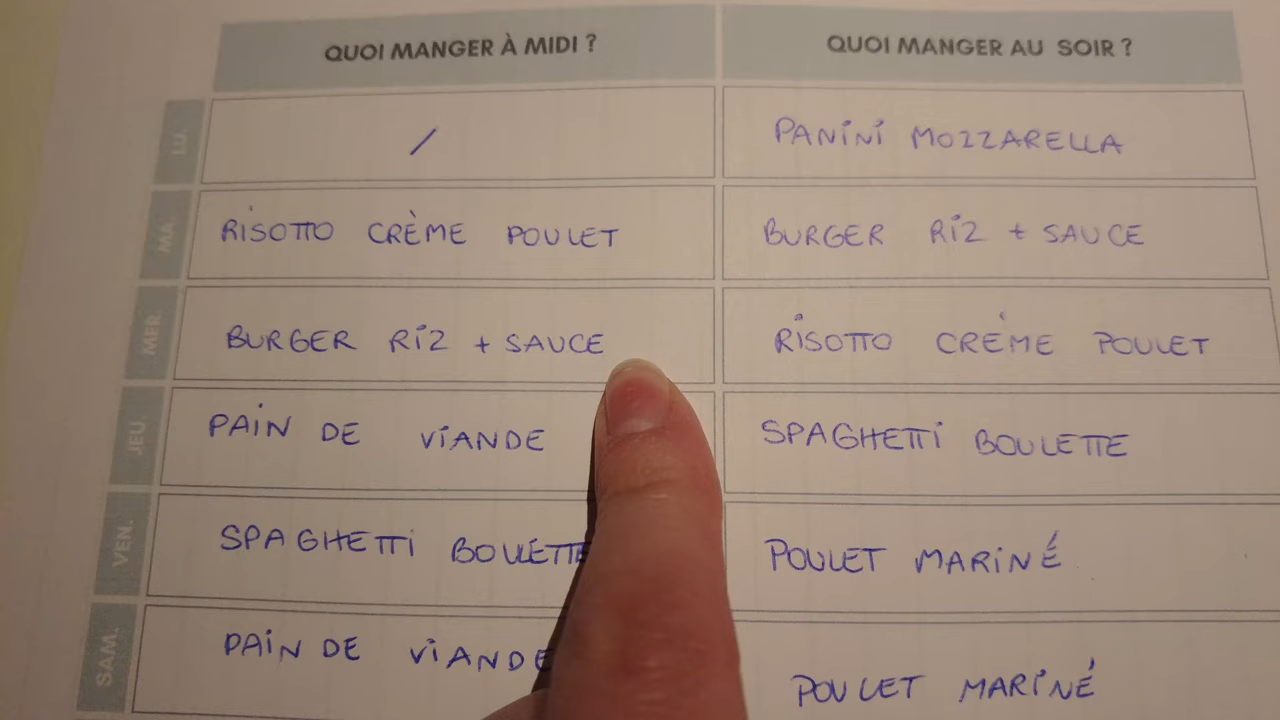 QUOI MANGER À MIDI ? QUOI MANGER AU SOIR ?
LU. / PANINI MOZZARELLA
MA. RISOTTO CRÈME POULET BURGER RIZ + SAUCE
MER. BURGER RIZ + SAUCE RISOTTO CRÉME POULET
JEU. PAIN DE VIANDE SPAGHETTI BOULETTE
VEN. SPAGHETTI BOULETTE POULET MARINÉ
SAM. PAIN DE VIANDE POULET MARINÉ